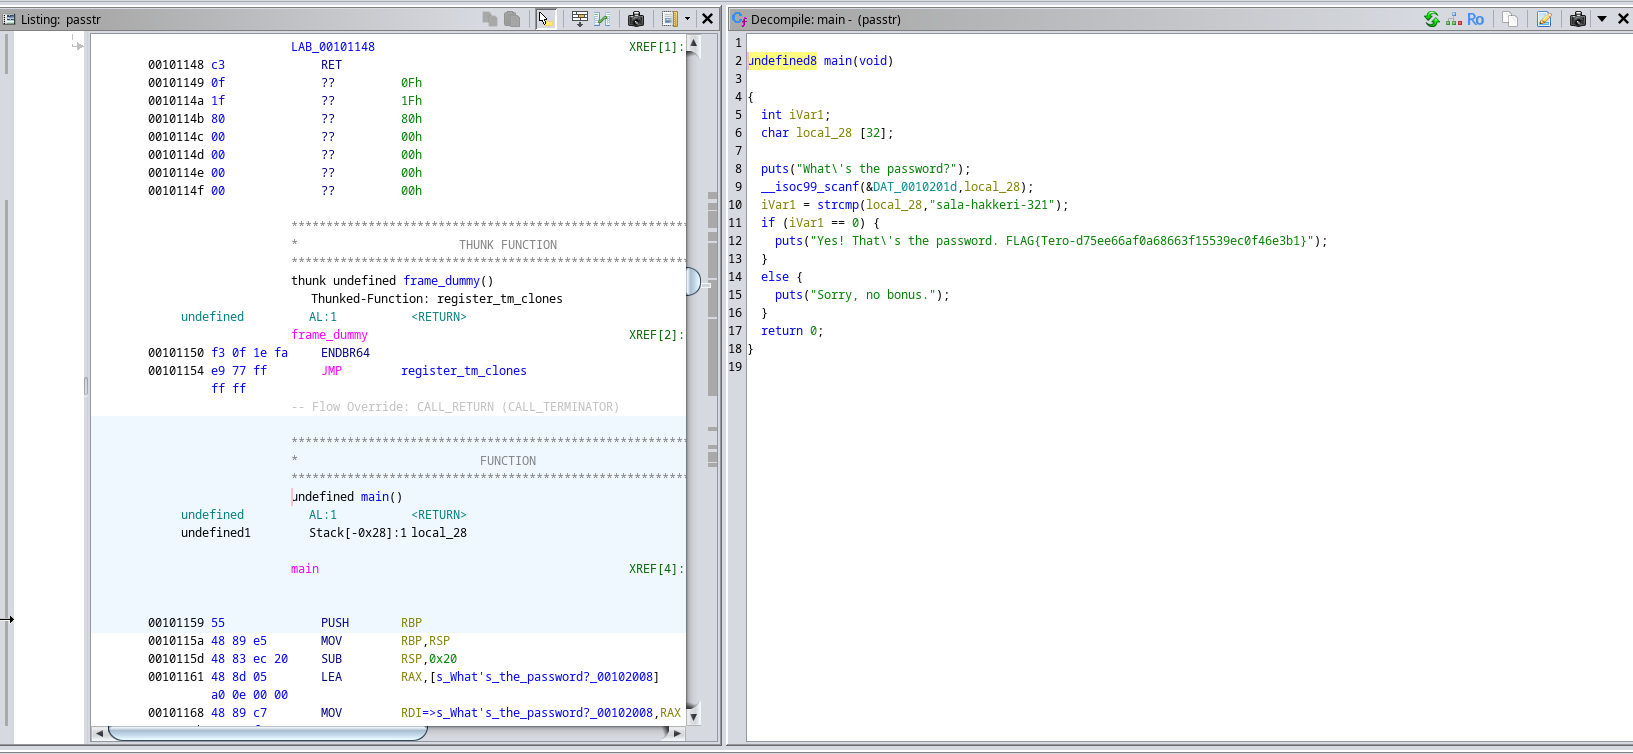 Listing: passtr
LAB_00101148 XREF[1]:
00101148 c3 RET
00101149 0f ?? 0Fh
0010114a 1f ?? 1Fh
0010114b 80 ?? 80h
0010114c 00 ?? 00h
0010114d 00 ?? 00h
0010114e 00 ?? 00h
0010114f 00 ?? 00h
* THUNK FUNCTION
thunk undefined frame_dummy()
Thunked-Function: register_tm_clones
undefined AL:1 <RETURN>
frame_dummy XREF[2]:
00101150 f3 0f 1e fa ENDBR64
00101154 e9 77 ff JMP register_tm_clones
ff ff
-- Flow Override: CALL_RETURN (CALL_TERMINATOR)
* FUNCTION
undefined main()
undefined AL:1 <RETURN>
undefined1 Stack[-0x28]:1 local_28
main XREF[4]:
00101159 55 PUSH RBP
0010115a 48 89 e5 MOV RBP,RSP
0010115d 48 83 ec 20 SUB RSP,0x20
00101161 48 8d 05 LEA RAX,[s_What's_the_password?_00102008]
a0 0e 00 00
00101168 48 89 c7 MOV RDI=>s_What's_the_password?_00102008,RAX
Decompile: main - (passtr)
Ro
1
2 undefined8 main(void)
3
4 {
5 int iVar1;
6 char local_28 [32];
7
8 puts("What\'s the password?");
9 __isoc99_scanf(&DAT_0010201d,local_28);
10 iVar1 = strcmp(local_28,"sala-hakkeri-321");
11 if (iVar1 == 0) {
12 puts("Yes! That\'s the password. FLAG{Tero-d75ee66af0a68663f15539ec0f46e3b1}");
13 }
14 else {
15 puts("Sorry, no bonus.");
16 }
17 return 0;
18 }
19